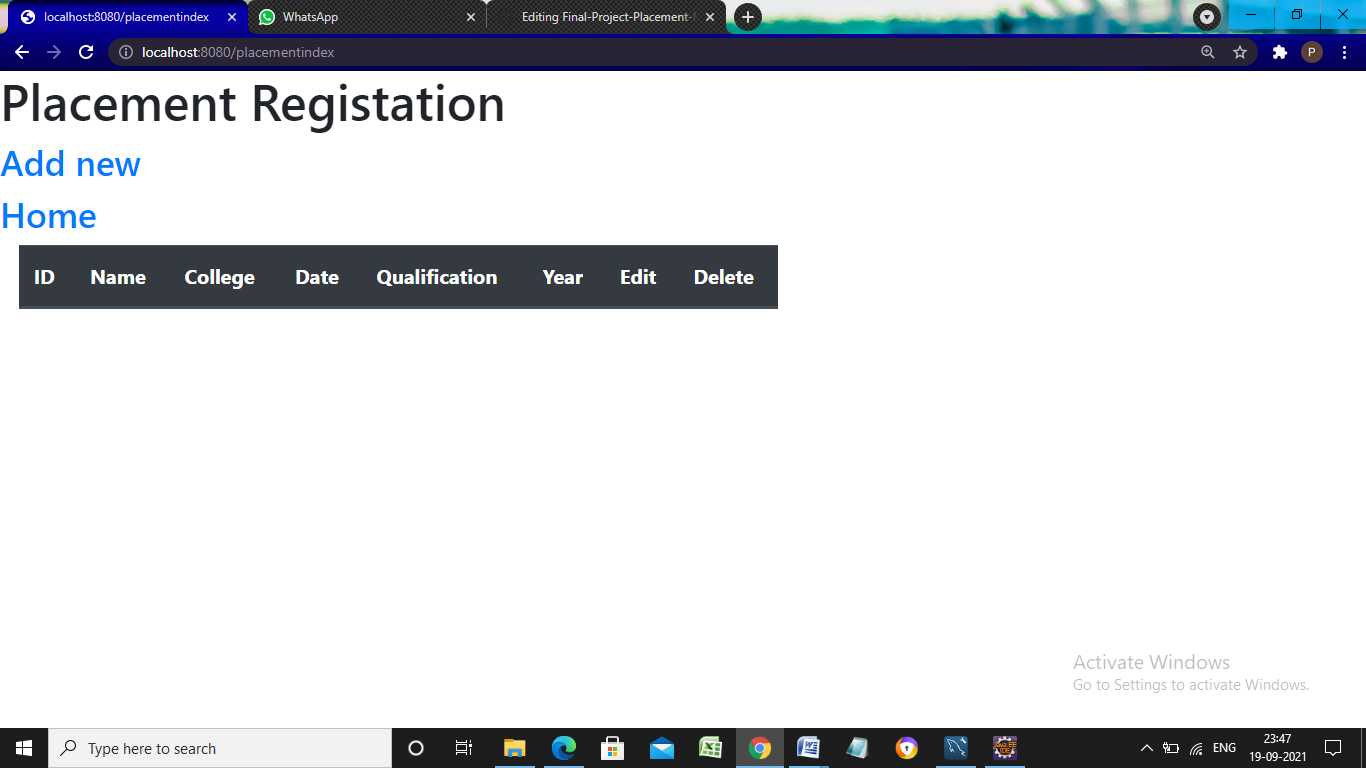 localhost:8080/placementindex
WhatsApp
Editing Final-Project-Placement-
localhost:8080/placementindex
P
Placement Registation
Add new
Home
ID Name College Date Qualification Year Edit Delete
Activate Windows
Go to Settings to activate Windows.
Type here to search
ENG
23:47
19-09-2021